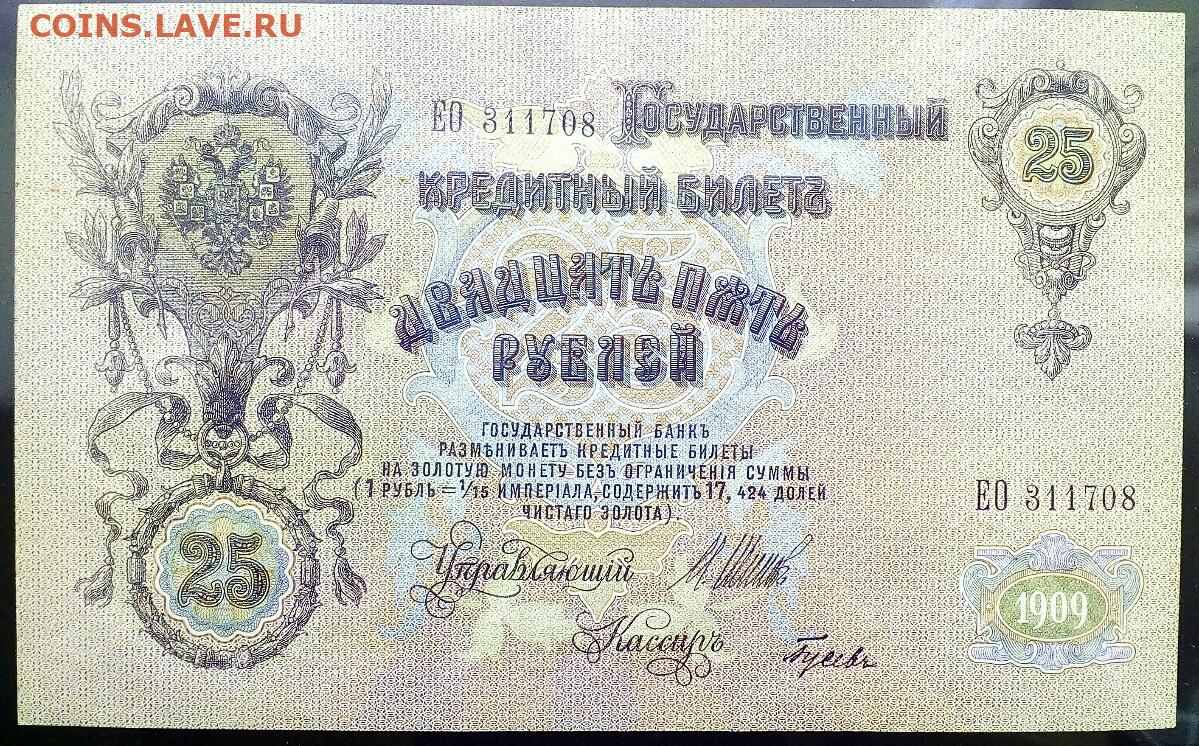 COINS.LAVE.RU
ЕО 311708 Государственный 25
Кредитный Билетъ
Двадцать Пять
Рублей
ГОСУДАРСТВЕННЫЙ БАНКЪ
РАЗМѢНИВАЕТЪ КРЕДИТНЫЕ БИЛЕТЫ
НА ЗОЛОТУЮ МОНЕТУ БЕЗЪ ОГРАНИЧЕНІЯ СУММЫ
(1 РУБЛЬ = 1/15 ИМПЕРІАЛА, СОДЕРЖИТЪ 17, 424 ДОЛЕЙ
ЧИСТАГО ЗОЛОТА).
ЕО 311708
25
Управляющій
1909
Кассиръ Гусевъ